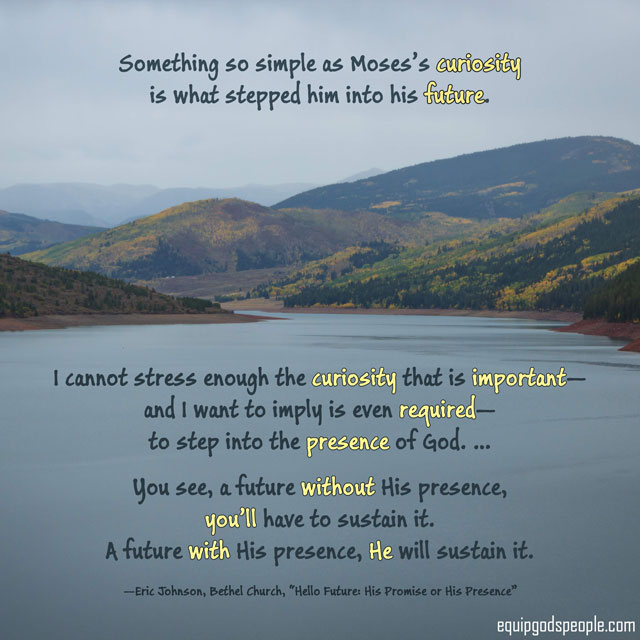 Something so simple as Moses's curiosity
is what stepped him into his future.
I cannot stress enough the curiosity that is important—
and I want to imply is even required—
to step into the presence of God. ...
You see, a future without His presence,
you'll have to sustain it.
A future with His presence, He will sustain it.
—Eric Johnson, Bethel Church, "Hello Future: His Promise or His Presence"
equipgodspeople.com